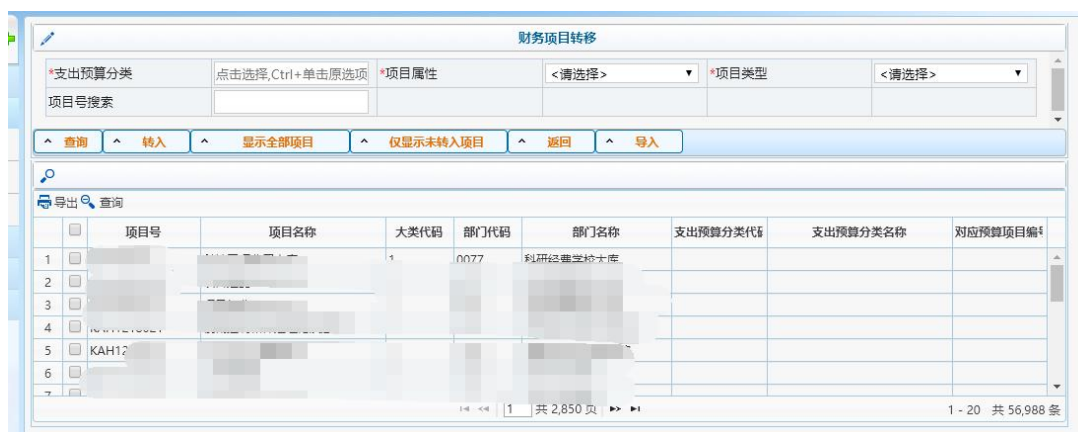 财务项目转移
*支出预算分类 点击选择,Ctrl+单击原选项 *项目属性 <请选择> *项目类型 <请选择>
项目号搜索
查询 转入 显示全部项目 仅显示未转入项目 返回 导入
导出 查询
项目号 项目名称 大类代码 部门代码 部门名称 支出预算分类代码 支出预算分类名称 对应预算项目编号
1 1 0077 科研经费学校大库
2
3
4
5 KAH12
6
7
1 共 2,850 页 1 - 20 共 56,988 条